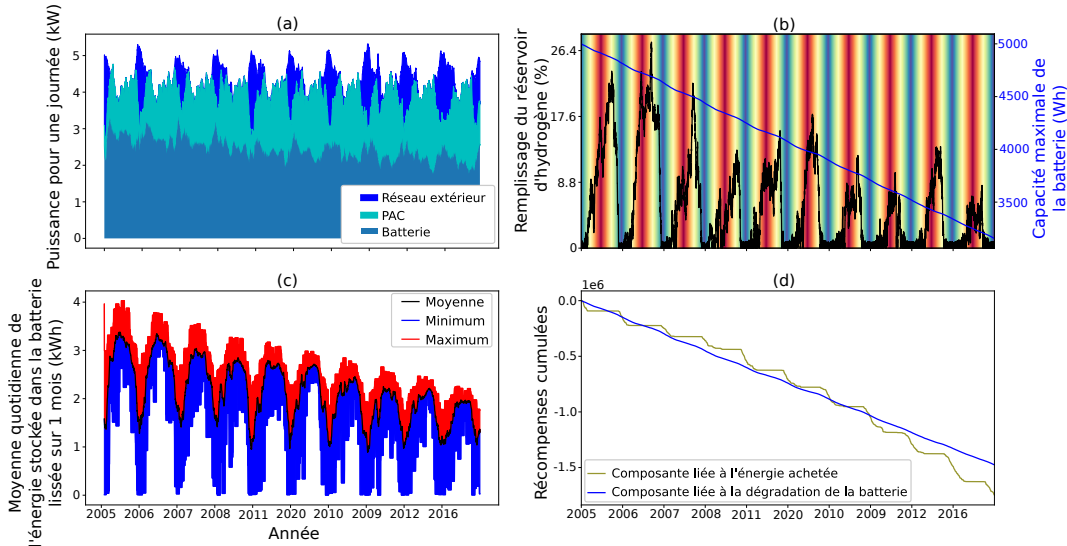 (a)
Puissance pour une journée (kW)
5
4
3
2
1
0
Réseau extérieur
PAC
Batterie
(b)
Remplissage du réservoir
d'hydrogène (%)
26.4
17.6
8.8
0
5000
4500
4000
3500
Capacité maximale de
la batterie (Wh)
(c)
Moyenne quotidienne de
l'énergie stockée dans la batterie
lissée sur 1 mois (kWh)
4
3
2
1
0
Moyenne
Minimum
Maximum
2005 2006 2007 2008 2011 2020 2010 2009 2012 2016
Année
(d)
1e6
Récompenses cumulées
0.0
-0.5
-1.0
-1.5
Composante liée à l'énergie achetée
Composante liée à la dégradation de la batterie
2005 2006 2007 2008 2011 2020 2010 2009 2012 2016